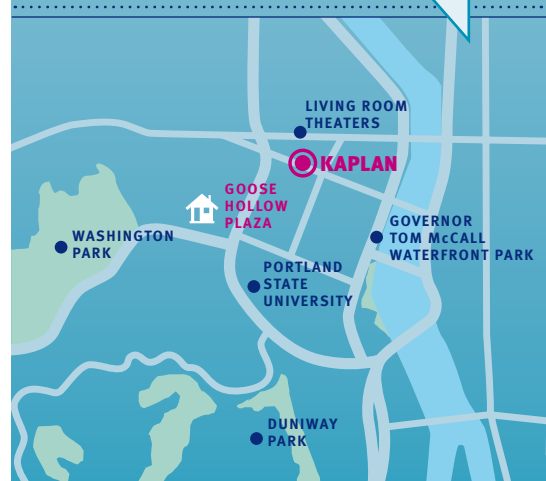 LIVING ROOM
THEATERS
KAPLAN
GOOSE
HOLLOW
PLAZA
WASHINGTON
PARK
GOVERNOR
TOM McCALL
WATERFRONT PARK
PORTLAND
STATE
UNIVERSITY
DUNIWAY
PARK